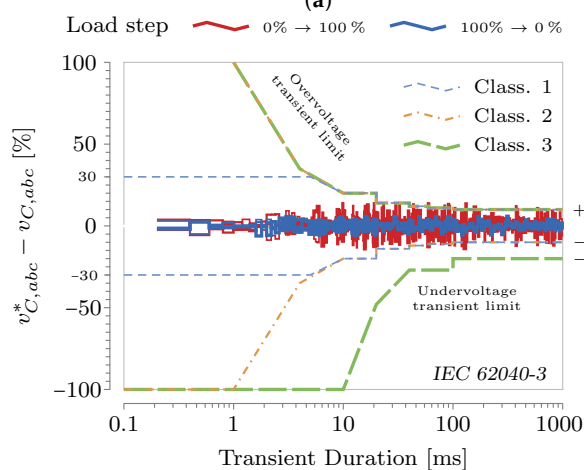 (a)
Load step 0% → 100 % 100% → 0 %
100
50
30
0
−30
−50
−100
v*C,abc − vC,abc [%]
Overvoltage
transient limit
Class. 1
Class. 2
Class. 3
+
−
−
Undervoltage
transient limit
IEC 62040-3
0.1 1 10 100 1000
Transient Duration [ms]